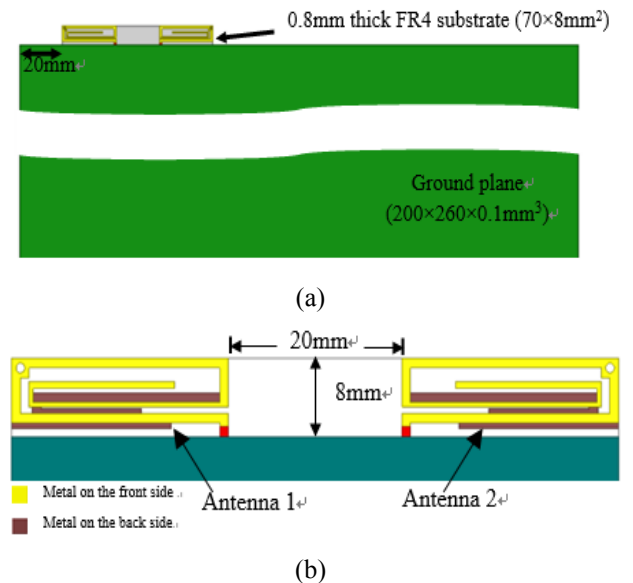 0.8mm thick FR4 substrate (70×8mm²)
20mm↵
Ground plane↵
(200×260×0.1mm³)↵
(a)
20mm↵
8mm↵
Antenna 1↵
Antenna 2↵
Metal on the front side.↵
Metal on the back side.↵
(b)